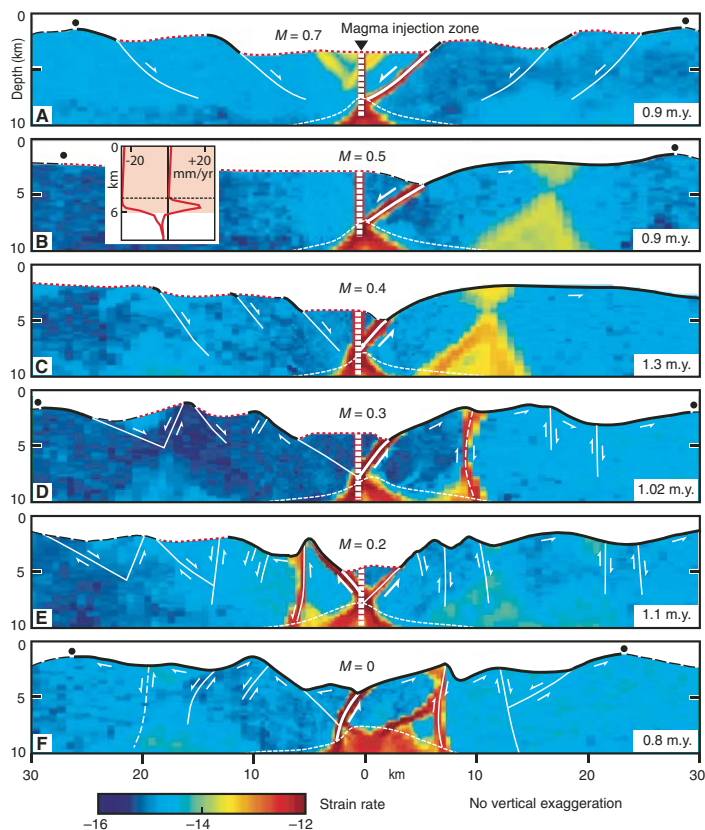 0
M = 0.7
Magma injection zone
Depth (km)
5
A
10
0.9 m.y.
0
-20
+20
0
mm/yr
km
6
M = 0.5
5
B
10
0.9 m.y.
0
M = 0.4
5
C
10
1.3 m.y.
0
M = 0.3
5
D
10
1.02 m.y.
0
M = 0.2
5
E
10
1.1 m.y.
0
M = 0
5
F
10
0.8 m.y.
30 20 10 0 km 10 20 30
Strain rate
No vertical exaggeration
−16 −14 −12